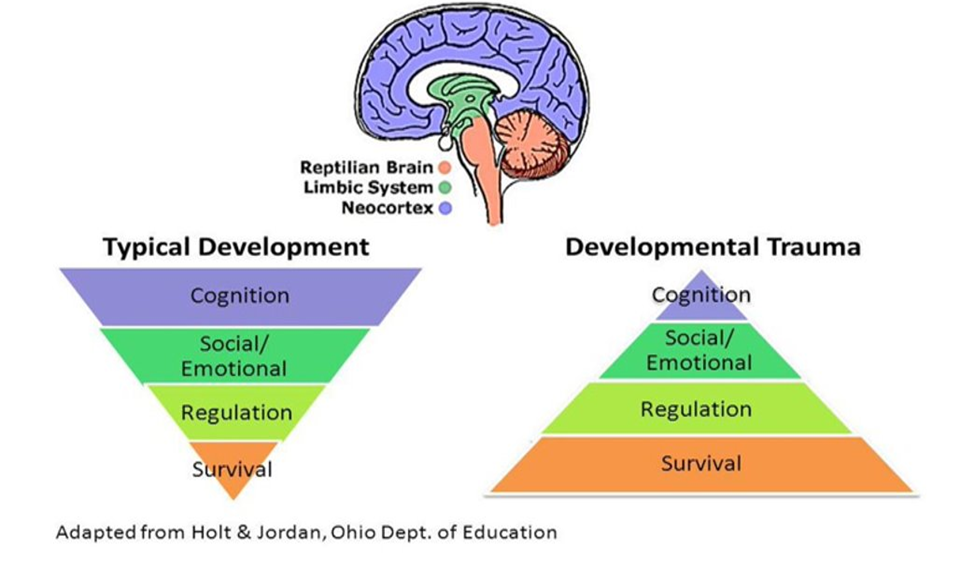 Reptilian Brain
Limbic System
Neocortex
Typical Development
Cognition
Social/
Emotional
Regulation
Survival
Developmental Trauma
Cognition
Social/
Emotional
Regulation
Survival
Adapted from Holt & Jordan, Ohio Dept. of Education